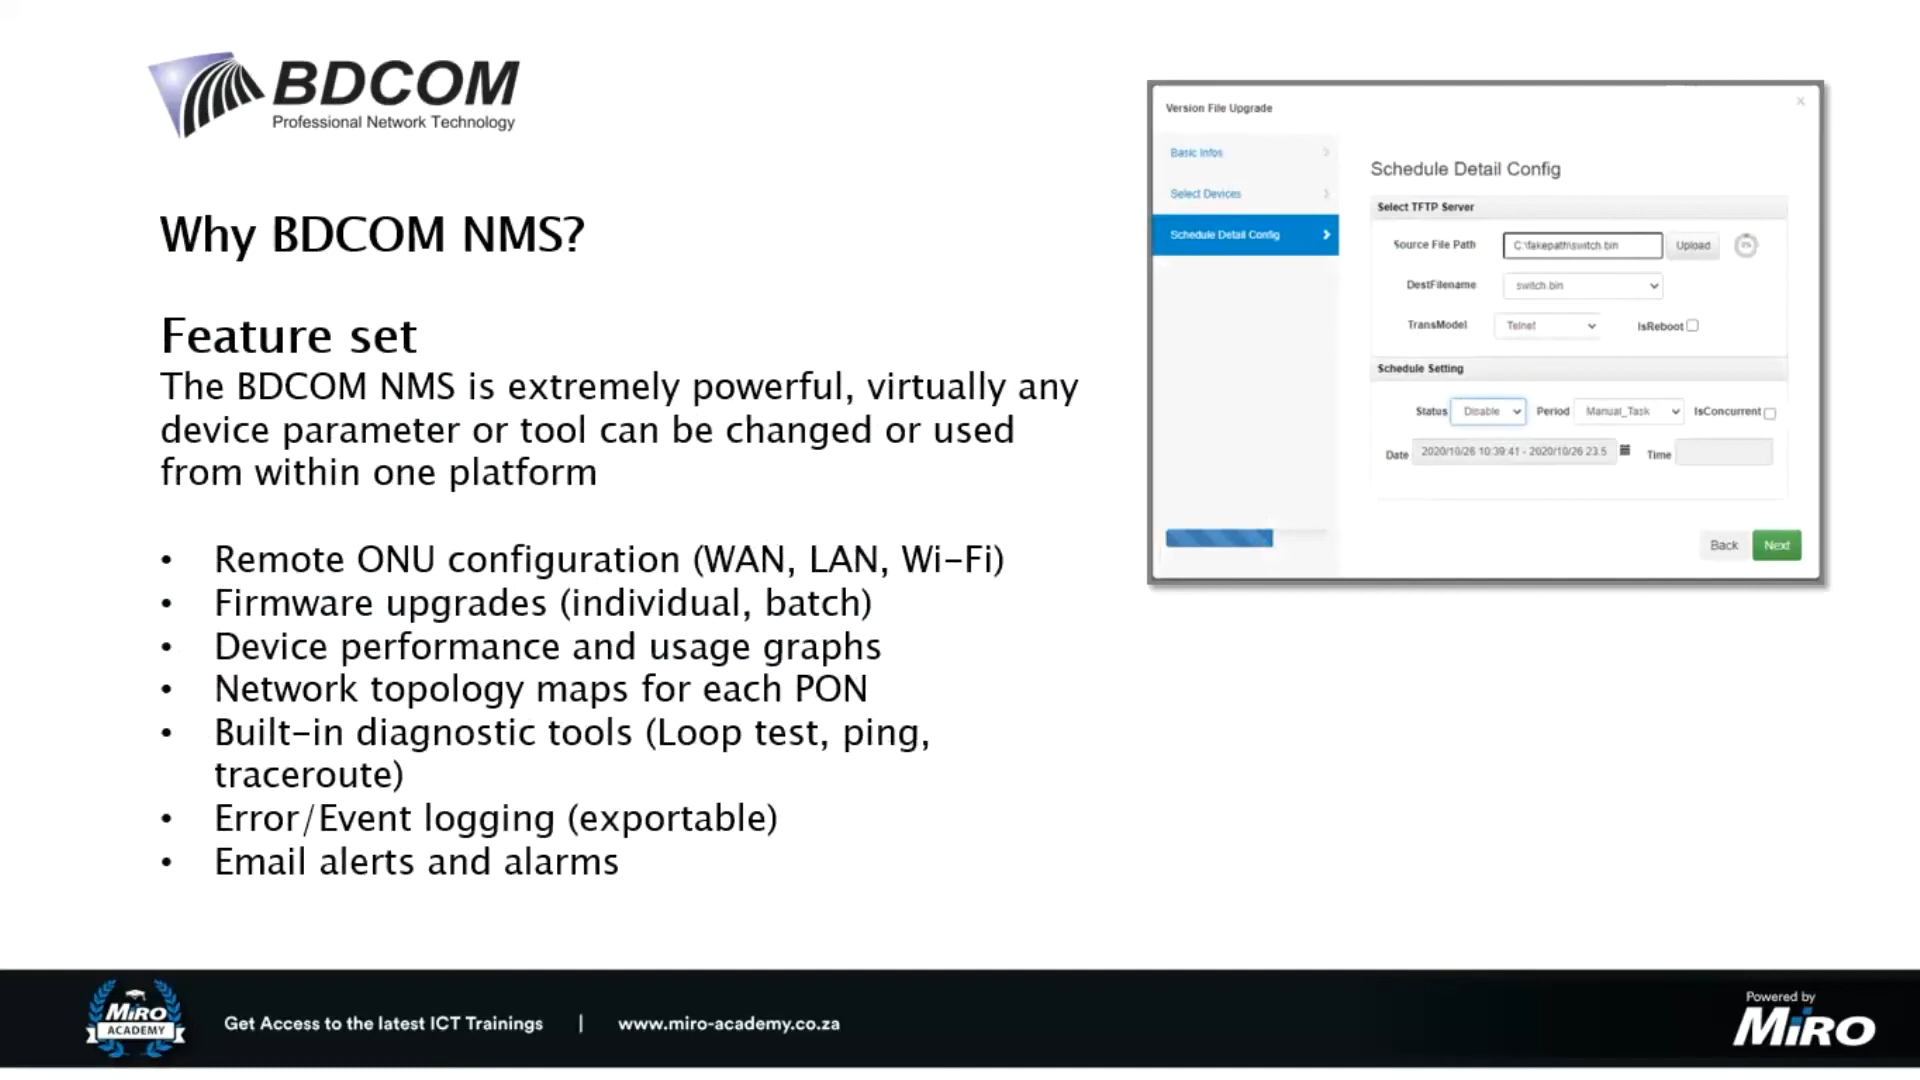 BDCOM
Professional Network Technology
Why BDCOM NMS?
Feature set
The BDCOM NMS is extremely powerful, virtually any
device parameter or tool can be changed or used
from within one platform
• Remote ONU configuration (WAN, LAN, Wi-Fi)
• Firmware upgrades (individual, batch)
• Device performance and usage graphs
• Network topology maps for each PON
• Built-in diagnostic tools (Loop test, ping,
traceroute)
• Error/Event logging (exportable)
• Email alerts and alarms
Version File Upgrade
Basic Infos
Select Devices
Schedule Detail Config
Schedule Detail Config
Select TFTP Server
Source File Path C:\fakepath\switch.bin Upload 0%
DestFilename switch.bin
TransModel Telnet IsReboot
Schedule Setting
Status Disable Period Manual_Task IsConcurrent
Date 2020/10/26 10:39:41 - 2020/10/26 23:5 Time
Back Next
MiRO
ACADEMY
Get Access to the latest ICT Trainings | www.miro-academy.co.za
Powered by
MiRO